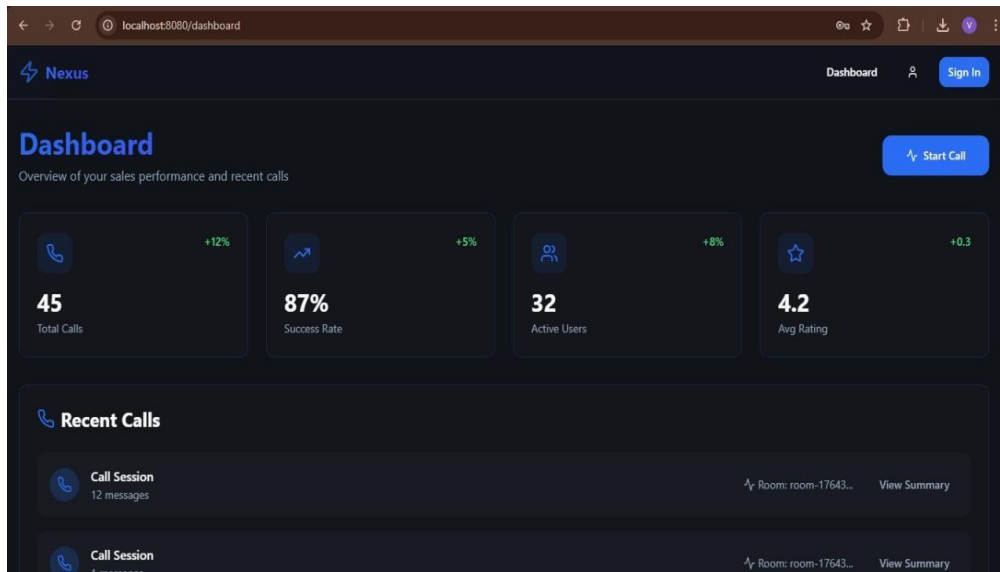 localhost:8080/dashboard
V
Nexus
Dashboard
Sign In
Dashboard
Overview of your sales performance and recent calls
Start Call
+12%
45
Total Calls
+5%
87%
Success Rate
+8%
32
Active Users
+0.3
4.2
Avg Rating
Recent Calls
Call Session
12 messages
Room: room-17643...
View Summary
Call Session
Room: room-17643...
View Summary